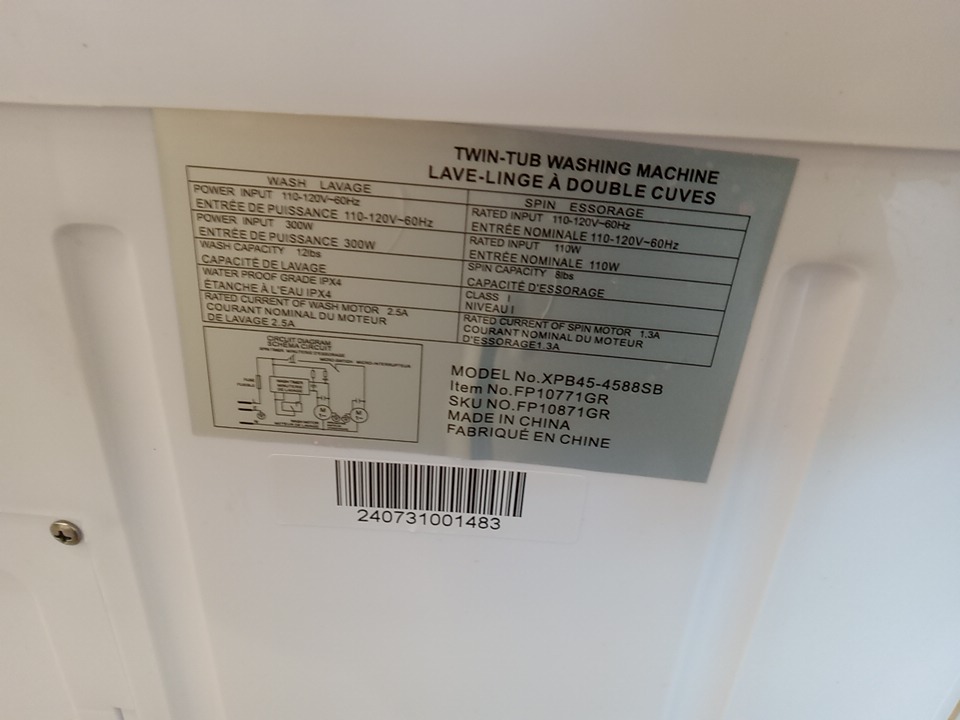 TWIN-TUB WASHING MACHINE
LAVE-LINGE À DOUBLE CUVES
WASH LAVAGE
POWER INPUT 110-120V~60Hz
ENTRÉE DE PUISSANCE 110-120V~60Hz
POWER INPUT 300W
ENTRÉE DE PUISSANCE 300W
WASH CAPACITY 12lbs
CAPACITÉ DE LAVAGE
WATER PROOF GRADE IPX4
ÉTANCHE À L'EAU IPX4
RATED CURRENT OF WASH MOTOR 2.5A
COURANT NOMINAL DU MOTEUR
DE LAVAGE 2.5A
SPIN ESSORAGE
RATED INPUT 110-120V~60Hz
ENTRÉE NOMINALE 110-120V~60Hz
RATED INPUT 110W
ENTRÉE NOMINALE 110W
SPIN CAPACITY 8lbs
CAPACITÉ D'ESSORAGE
CLASS I
NIVEAU I
RATED CURRENT OF SPIN MOTOR 1.3A
COURANT NOMINAL DU MOTEUR
D'ESSORAGE1.3A
CIRCUIT DIAGRAM
SCHEMA CIRCUIT
MODEL No.XPB45-4588SB
Item No.FP10771GR
SKU NO.FP10871GR
MADE IN CHINA
FABRIQUÉ EN CHINE
240731001483